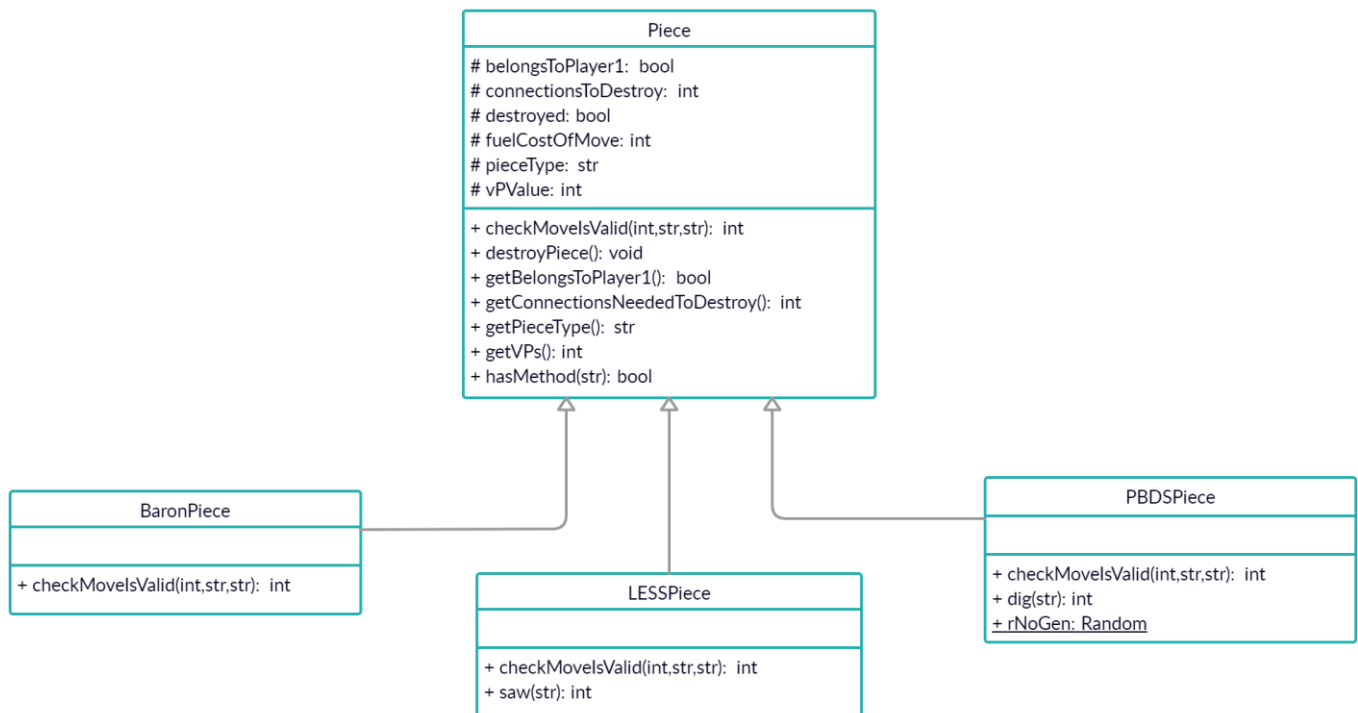 Piece
# belongsToPlayer1: bool
# connectionsToDestroy: int
# destroyed: bool
# fuelCostOfMove: int
# pieceType: str
# vPValue: int
+ checkMoveIsValid(int,str,str): int
+ destroyPiece(): void
+ getBelongsToPlayer1(): bool
+ getConnectionsNeededToDestroy(): int
+ getPieceType(): str
+ getVPs(): int
+ hasMethod(str): bool
BaronPiece
+ checkMoveIsValid(int,str,str): int
LESSPiece
+ checkMoveIsValid(int,str,str): int
+ saw(str): int
PBDSPiece
+ checkMoveIsValid(int,str,str): int
+ dig(str): int
+ rNoGen: Random